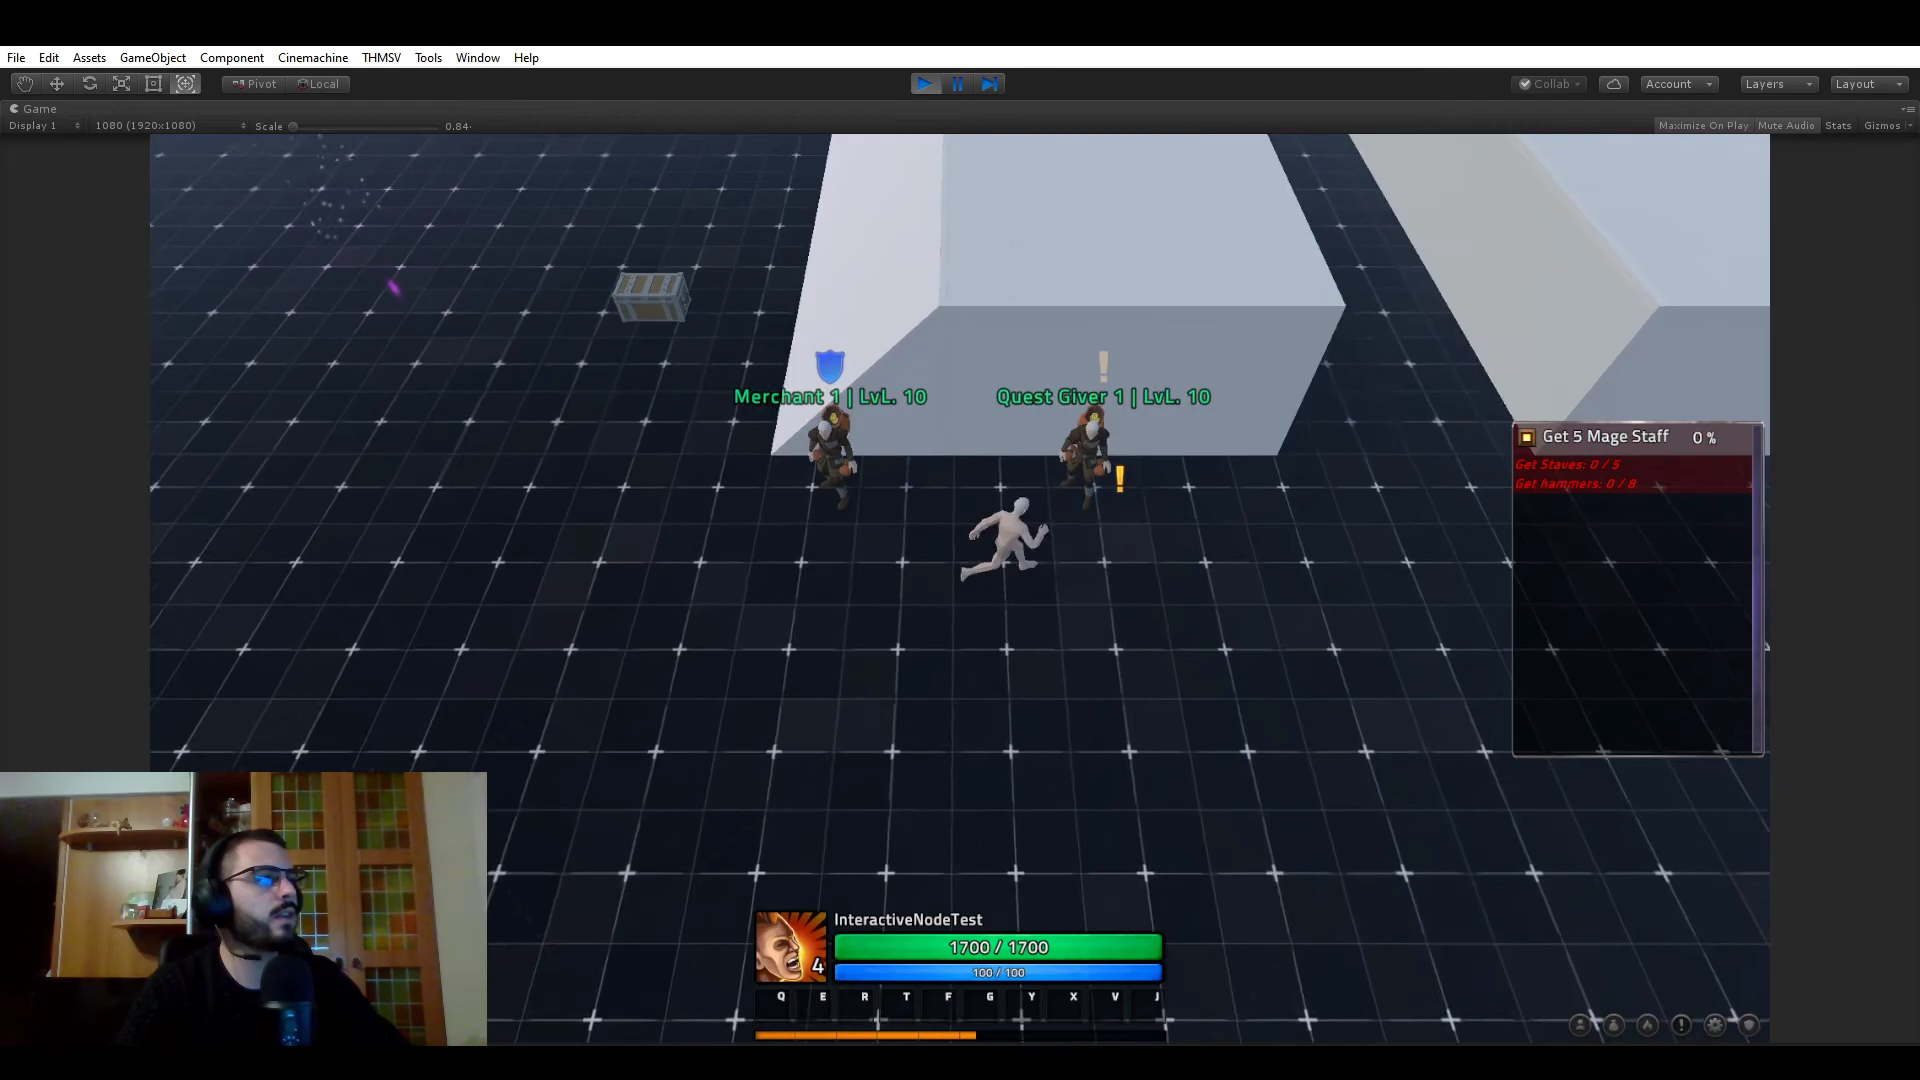 File Edit Assets GameObject Component Cinemachine THMSV Tools Window Help
Pivot Local Collab Account Layers Layout
Game
Display 1 1080 (1920x1080) Scale 0.84 Maximize On Play Mute Audio Stats Gizmos
!
Merchant 1 | LvL. 10 Quest Giver 1 | LvL. 10
Get 5 Mage Staff 0 %
Get Staves: 0 / 5
!
Get hammers: 0 / 8
InteractiveNodeTest
1700 / 1700
4
100 / 100
Q E R T F G Y X V J